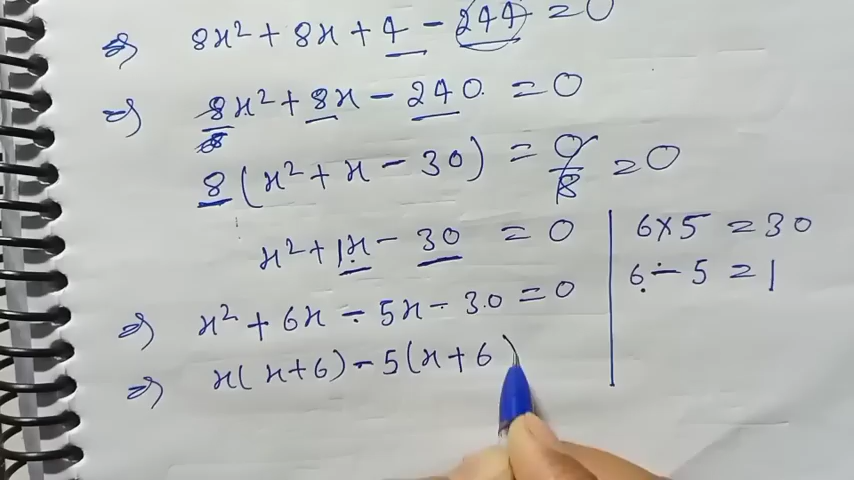 ⇒ 8x² + 8x + 4 - 244 = 0
⇒ 8x² + 8x - 240 = 0
8
8(x² + x - 30) = 0/8 = 0
x² + 1x - 30 = 0
6×5 = 30
6 - 5 = 1
⇒ x² + 6x - 5x - 30 = 0
⇒ x(x+6) - 5(x+6)